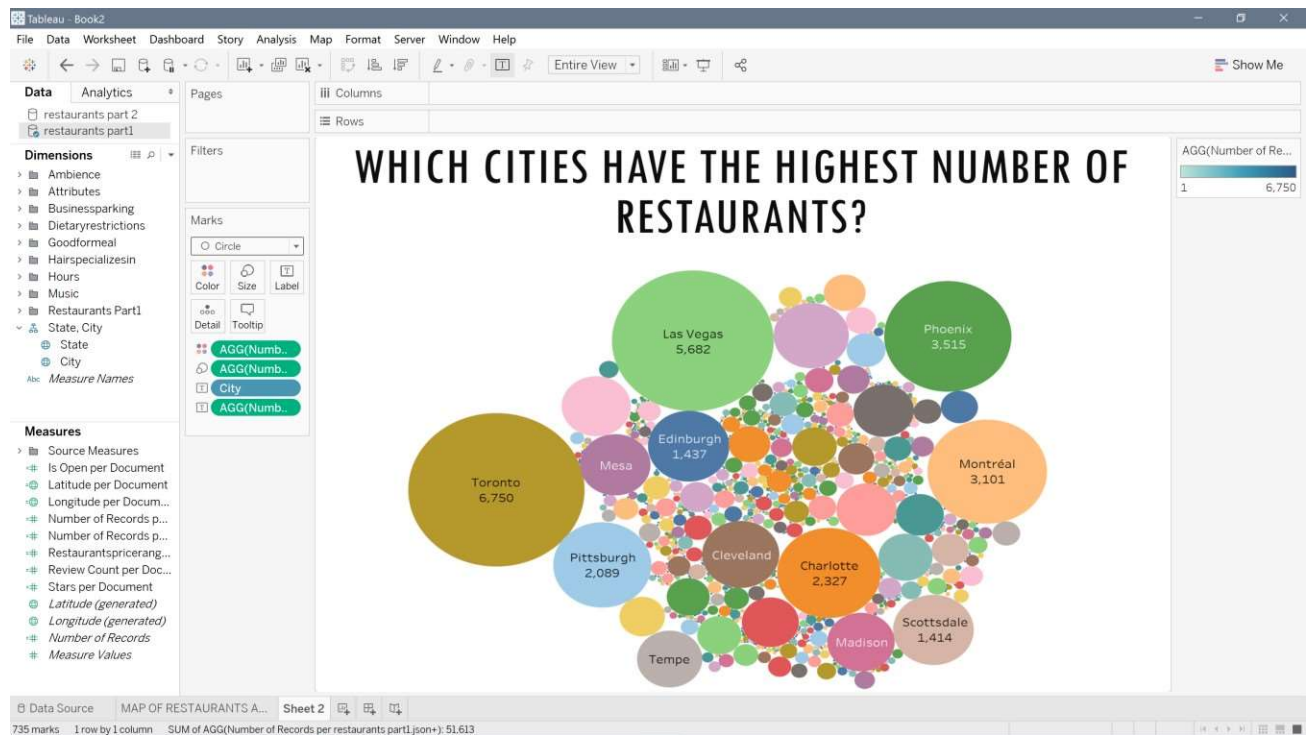 Tableau - Book2
File Data Worksheet Dashboard Story Analysis Map Format Server Window Help
Entire View
Show Me
Data Analytics
restaurants part 2
restaurants part1
Dimensions
Ambience
Attributes
Businessparking
Dietaryrestrictions
Goodformeal
Hairspecializesin
Hours
Music
Restaurants Part1
State, City
State
City
Abc Measure Names
Measures
Source Measures
Is Open per Document
Latitude per Document
Longitude per Docum...
Number of Records p...
Number of Records p...
Restaurantspricerang...
Review Count per Doc...
Stars per Document
Latitude (generated)
Longitude (generated)
Number of Records
Measure Values
Pages
Filters
Marks
Circle
Color Size Label
Detail Tooltip
AGG(Numb..
AGG(Numb..
City
AGG(Numb..
Columns
Rows
WHICH CITIES HAVE THE HIGHEST NUMBER OF
RESTAURANTS?
Las Vegas
5,682
Phoenix
3,515
Edinburgh
1,437
Mesa
Toronto
6,750
Montréal
3,101
Pittsburgh
2,089
Cleveland
Charlotte
2,327
Scottsdale
1,414
Madison
Tempe
AGG(Number of Re...
1 6,750
Data Source MAP OF RESTAURANTS A... Sheet 2
735 marks 1 row by 1 column SUM of AGG(Number of Records per restaurants part1.json+): 51,613